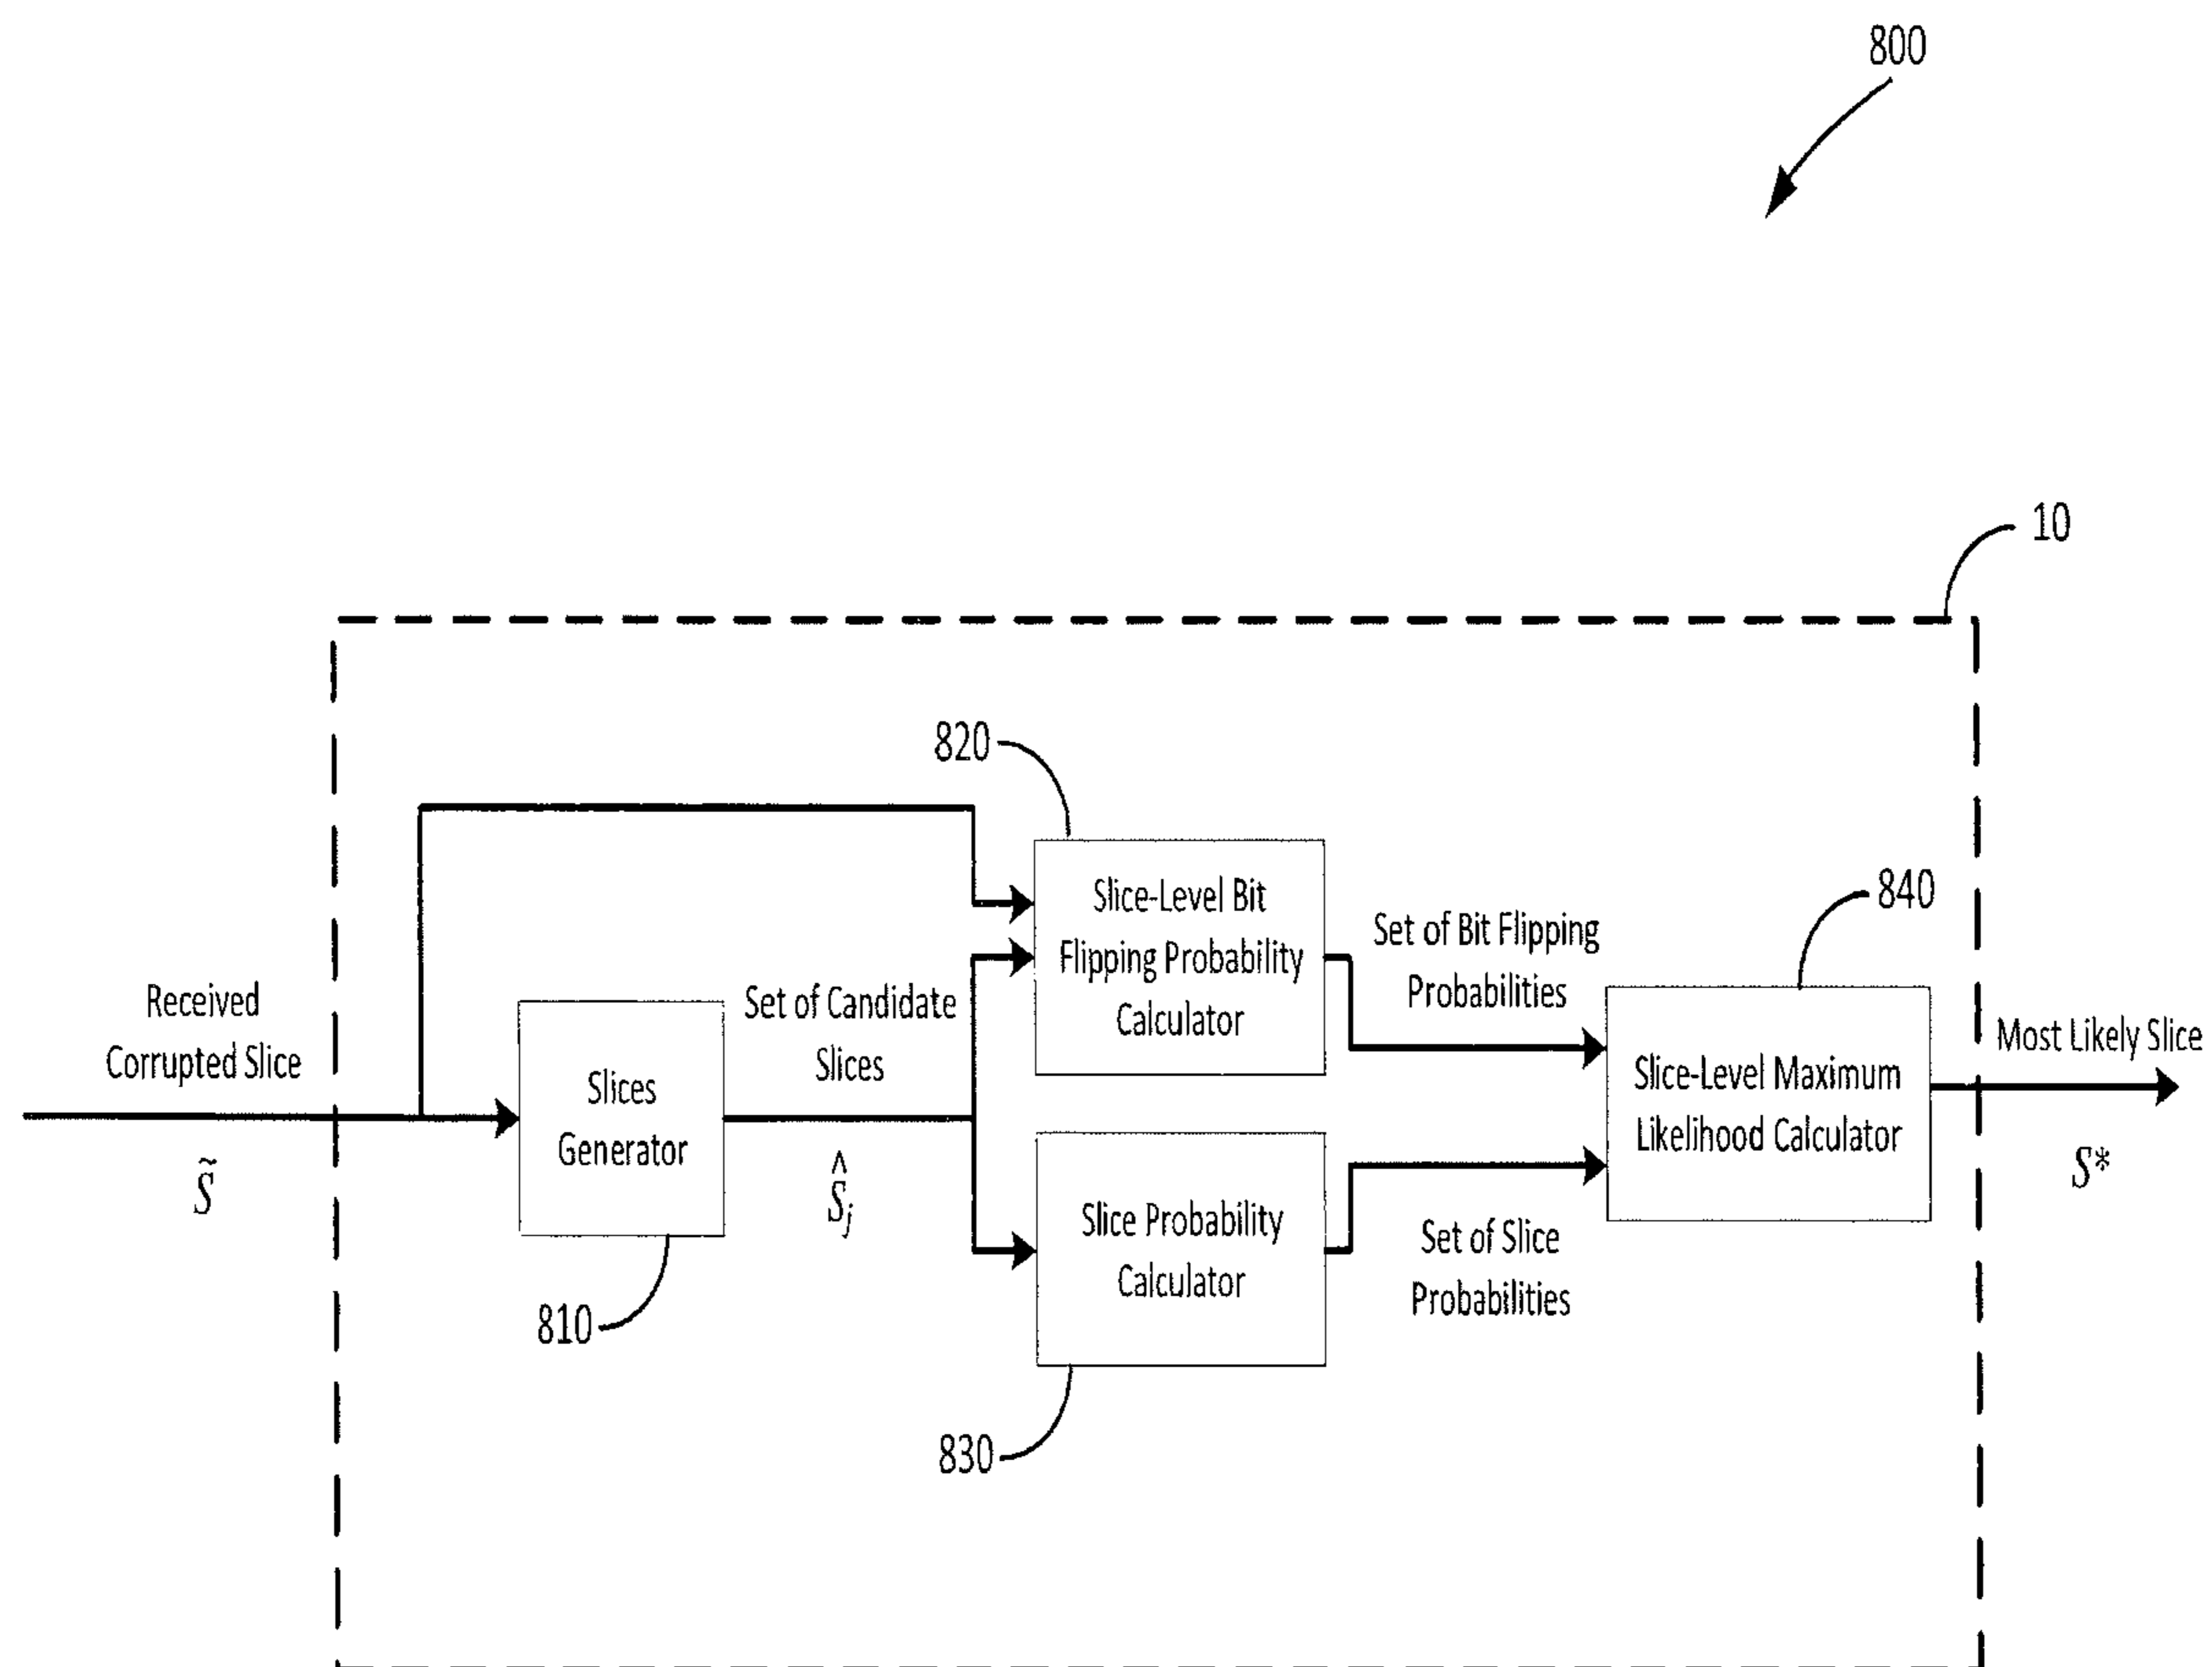 800
10
820
Slice-Level Bit
Flipping Probability
Calculator
Set of Bit Flipping
Probabilities
840
Received
Corrupted Slice
S̃
Slices
Generator
Set of Candidate
Slices
Ŝj
Slice-Level Maximum
Likelihood Calculator
Most Likely Slice
S*
810
Slice Probability
Calculator
Set of Slice
Probabilities
830